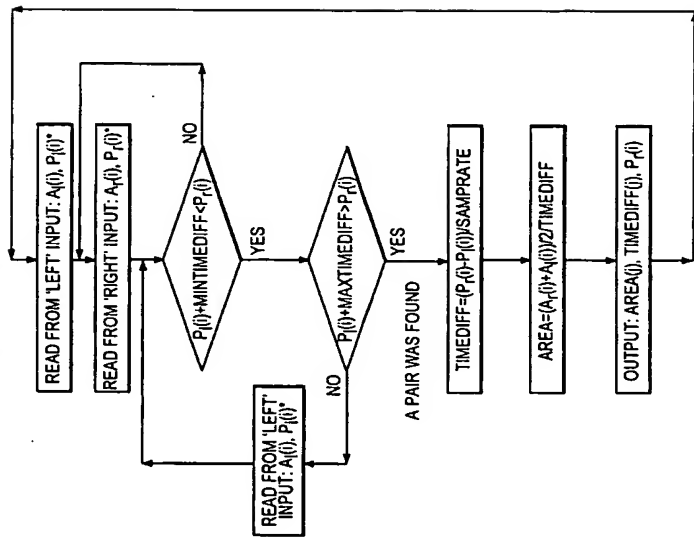 READ FROM 'LEFT' INPUT: Al(i), Pl(i)*
READ FROM 'RIGHT' INPUT: Ar(i), Pr(i)*
Pl(i)+MINTIMEDIFF<Pr(i)
NO
YES
Pl(i)+MAXTIMEDIFF>Pr(i)
NO
READ FROM 'LEFT'
INPUT: Al(i), Pl(i)*
YES
A PAIR WAS FOUND
TIMEDIFF=(Pr(i)-Pl(i))/SAMPRATE
AREA=(Ar(i)+Al(i))/2/TIMEDIFF
OUTPUT: AREA(j), TIMEDIFF(j), Pr(i)